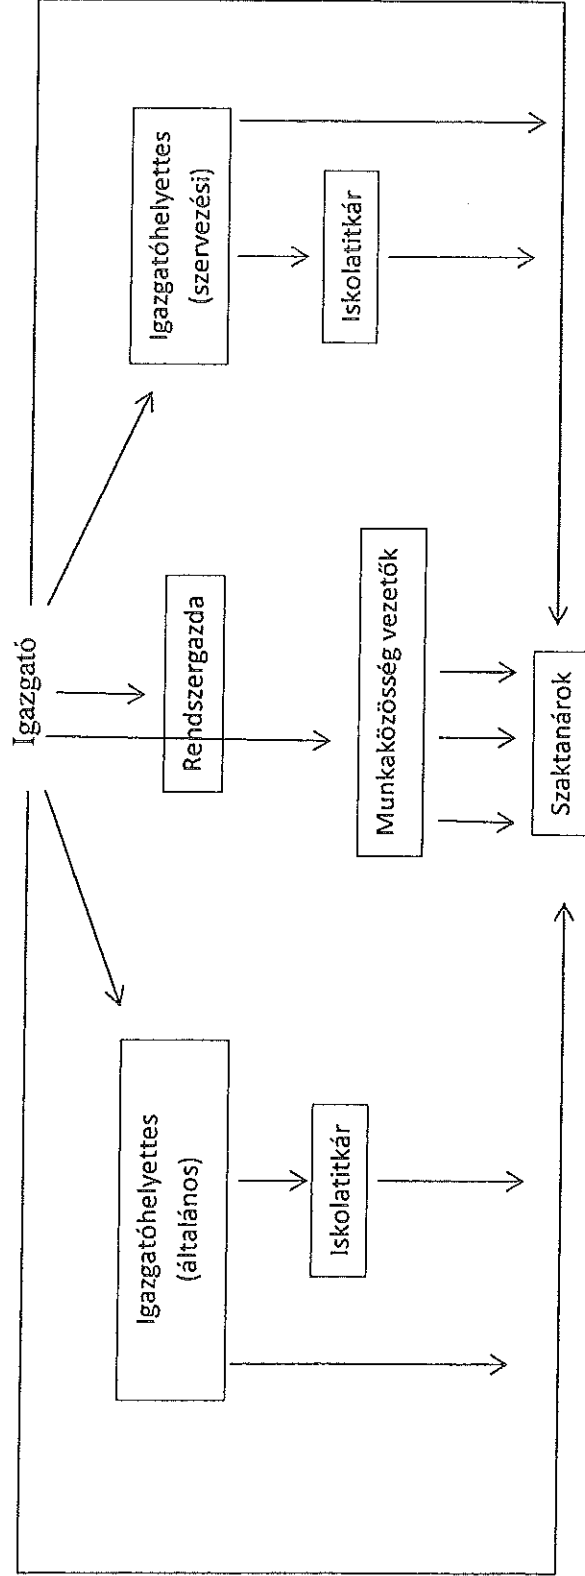 Igazgató
Igazgatóhelyettes
(általános)
Rendszergazda
Igazgatóhelyettes
(szervezési)
Iskolatitkár
Iskolatitkár
Munkaközösség vezetők
Szaktanárok